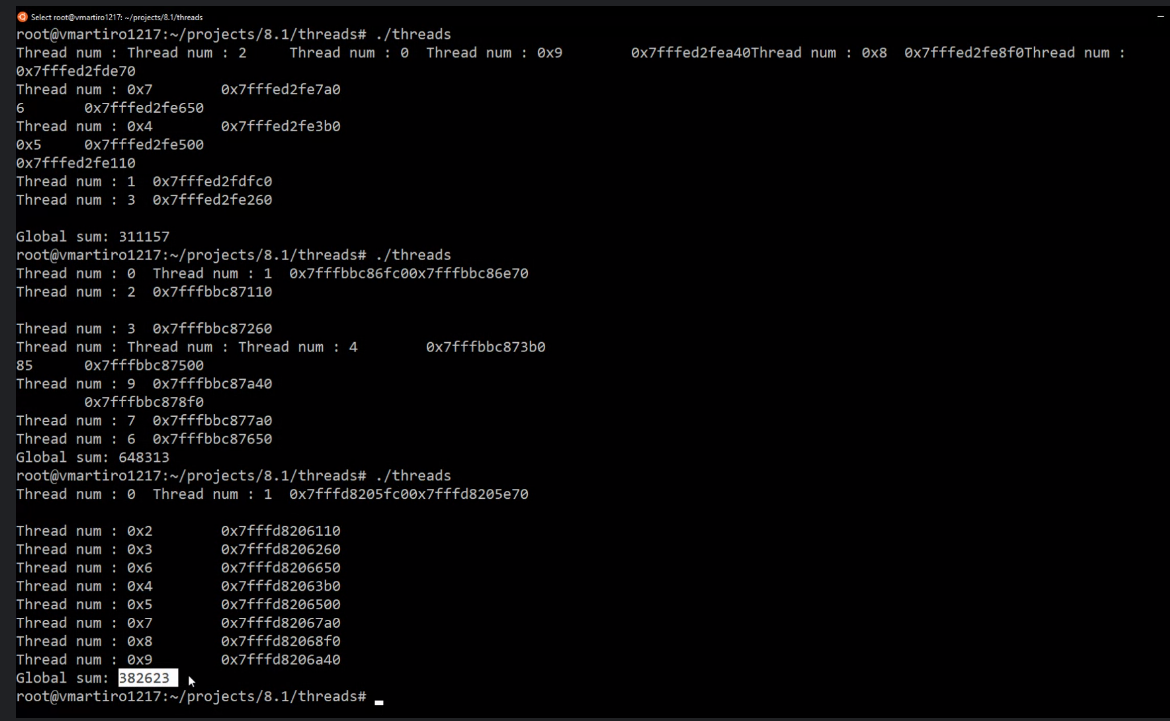 Select root@vmartiro1217: ~/projects/8.1/threads
root@vmartiro1217:~/projects/8.1/threads# ./threads
Thread num : Thread num : 2     Thread num : 0  Thread num : 0x9        0x7fffed2fea40Thread num : 0x8  0x7fffed2fe8f0Thread num :
0x7fffed2fde70
Thread num : 0x7        0x7fffed2fe7a0
6       0x7fffed2fe650
Thread num : 0x4        0x7fffed2fe3b0
0x5     0x7fffed2fe500
0x7fffed2fe110
Thread num : 1  0x7fffed2fdfc0
Thread num : 3  0x7fffed2fe260
Global sum: 311157
root@vmartiro1217:~/projects/8.1/threads# ./threads
Thread num : 0  Thread num : 1  0x7fffbbc86fc00x7fffbbc86e70
Thread num : 2  0x7fffbbc87110
Thread num : 3  0x7fffbbc87260
Thread num : Thread num : Thread num : 4        0x7fffbbc873b0
85      0x7fffbbc87500
Thread num : 9  0x7fffbbc87a40
0x7fffbbc878f0
Thread num : 7  0x7fffbbc877a0
Thread num : 6  0x7fffbbc87650
Global sum: 648313
root@vmartiro1217:~/projects/8.1/threads# ./threads
Thread num : 0  Thread num : 1  0x7fffd8205fc00x7fffd8205e70
Thread num : 0x2        0x7fffd8206110
Thread num : 0x3        0x7fffd8206260
Thread num : 0x6        0x7fffd8206650
Thread num : 0x4        0x7fffd82063b0
Thread num : 0x5        0x7fffd8206500
Thread num : 0x7        0x7fffd82067a0
Thread num : 0x8        0x7fffd82068f0
Thread num : 0x9        0x7fffd8206a40
Global sum: 382623
root@vmartiro1217:~/projects/8.1/threads#